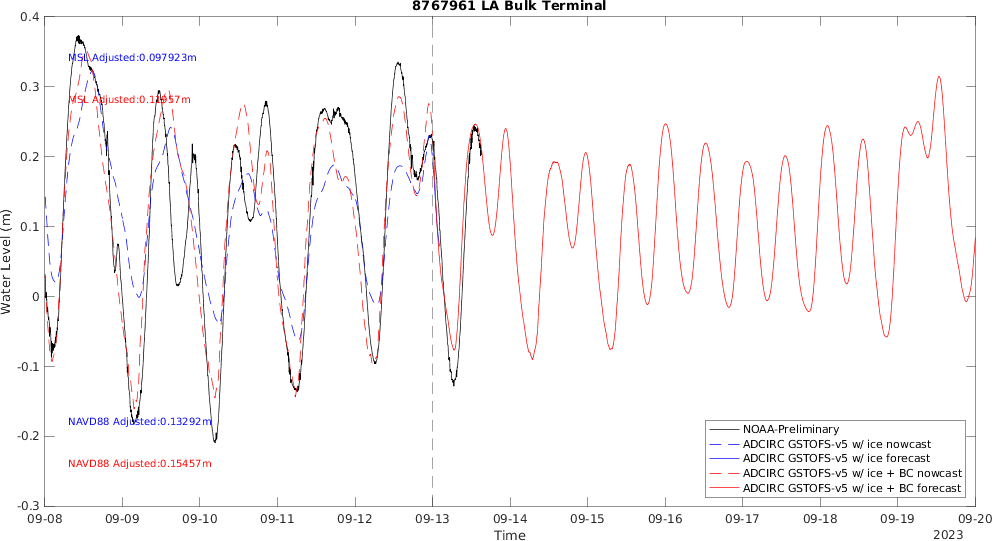 8767961 LA Bulk Terminal
0.4
0.3
0.2
0.1
0
-0.1
-0.2
-0.3
Water Level (m)
MSL Adjusted:0.097923m
MSL Adjusted:0.11957m
NAVD88 Adjusted:0.13292m
NAVD88 Adjusted:0.15457m
NOAA-Preliminary
ADCIRC GSTOFS-v5 w/ ice nowcast
ADCIRC GSTOFS-v5 w/ ice forecast
ADCIRC GSTOFS-v5 w/ ice + BC nowcast
ADCIRC GSTOFS-v5 w/ ice + BC forecast
09-08 09-09 09-10 09-11 09-12 09-13 09-14 09-15 09-16 09-17 09-18 09-19 09-20
Time
2023